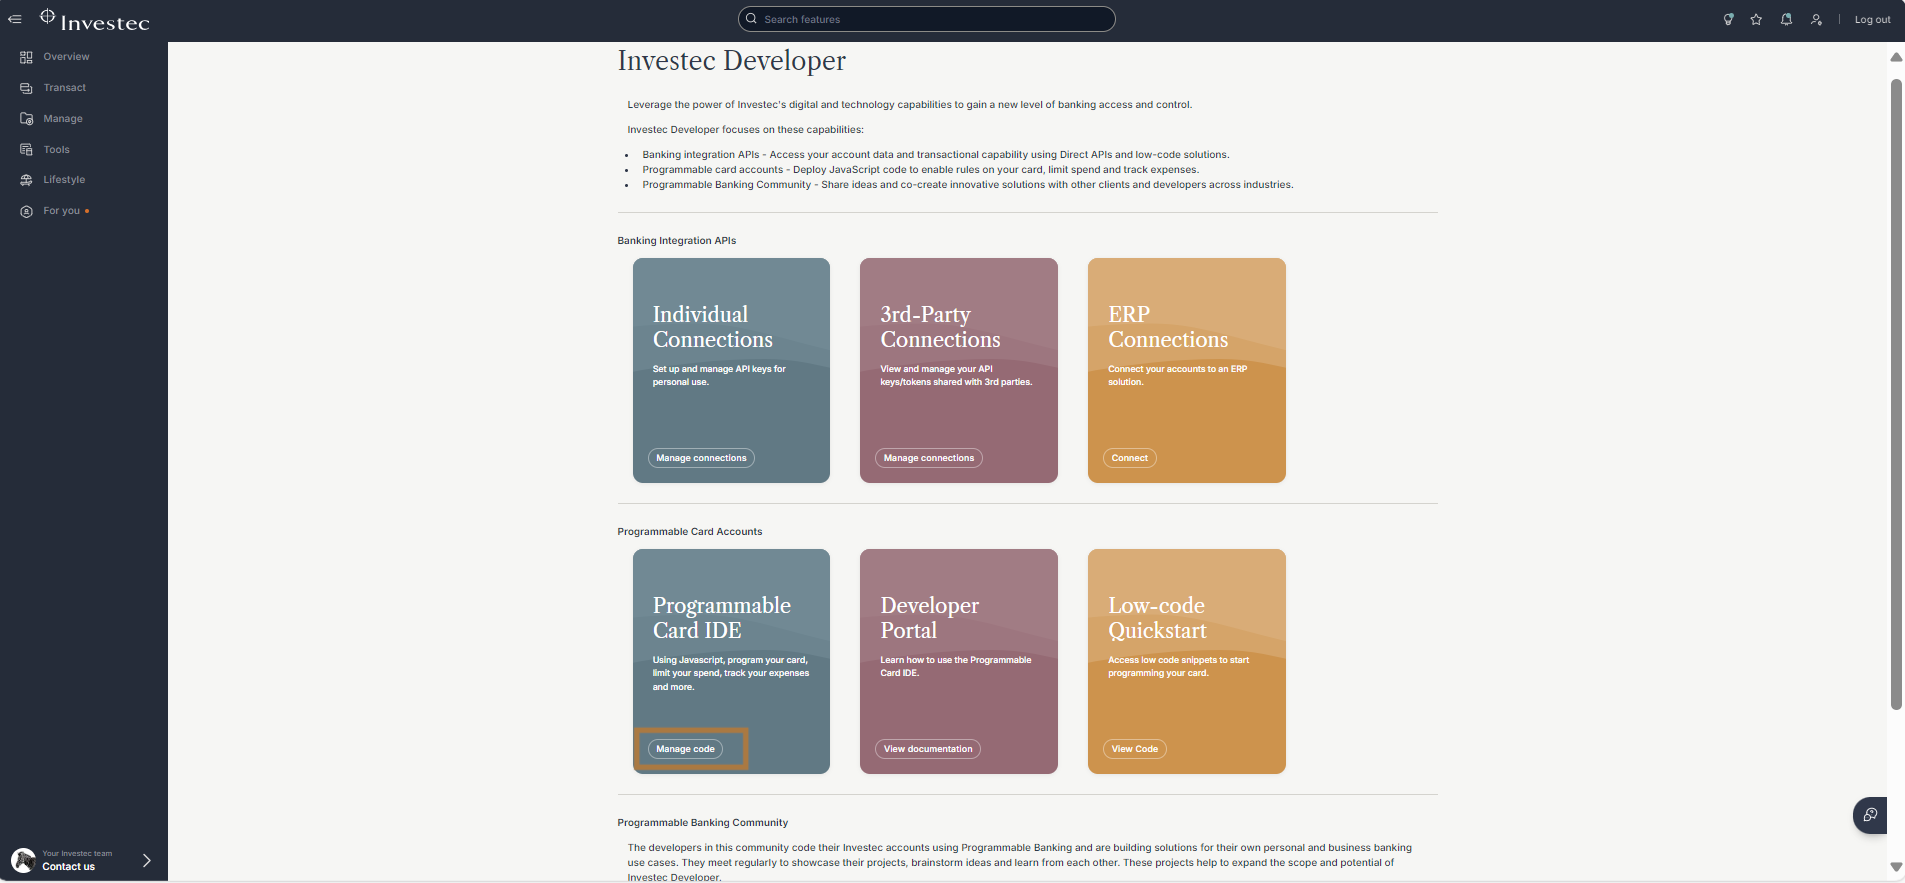 Investec
Search features
Log out
Overview
Transact
Manage
Tools
Lifestyle
For you
Your Investec team
Contact us
Investec Developer
Leverage the power of Investec's digital and technology capabilities to gain a new level of banking access and control.
Investec Developer focuses on these capabilities:
• Banking integration APIs - Access your account data and transactional capability using Direct APIs and low-code solutions.
• Programmable card accounts - Deploy JavaScript code to enable rules on your card, limit spend and track expenses.
• Programmable Banking Community - Share ideas and co-create innovative solutions with other clients and developers across industries.
Banking Integration APIs
Individual
Connections
Set up and manage API keys for
personal use.
Manage connections
3rd-Party
Connections
View and manage your API
keys/tokens shared with 3rd parties.
Manage connections
ERP
Connections
Connect your accounts to an ERP
solution.
Connect
Programmable Card Accounts
Programmable
Card IDE
Using Javascript, program your card,
limit your spend, track your expenses
and more.
Manage code
Developer
Portal
Learn how to use the Programmable
Card IDE.
View documentation
Low-code
Quickstart
Access low code snippets to start
programming your card.
View Code
Programmable Banking Community
The developers in this community code their Investec accounts using Programmable Banking and are building solutions for their own personal and business banking
use cases. They meet regularly to showcase their projects, brainstorm ideas and learn from each other. These projects help to expand the scope and potential of
Investec Developer.